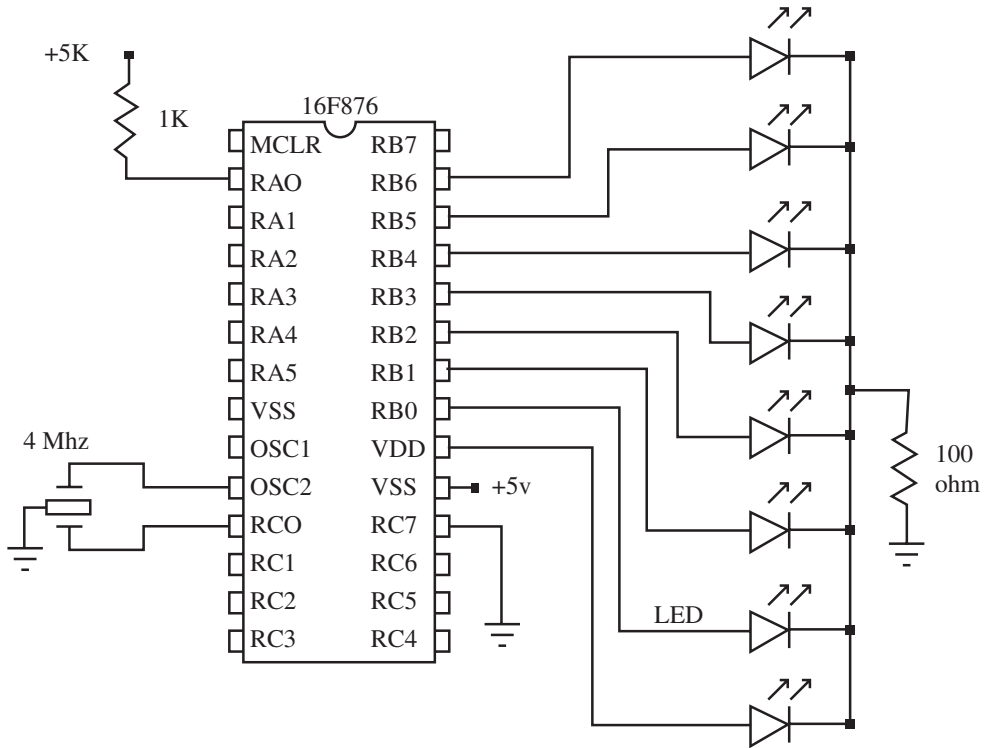 +5K
1K
16F876
MCLR
RAO
RA1
RA2
RA3
RA4
RA5
VSS
OSC1
OSC2
RCO
RC1
RC2
RC3
RB7
RB6
RB5
RB4
RB3
RB2
RB1
RB0
VDD
VSS
RC7
RC6
RC5
RC4
4 Mhz
+5v
LED
100
ohm